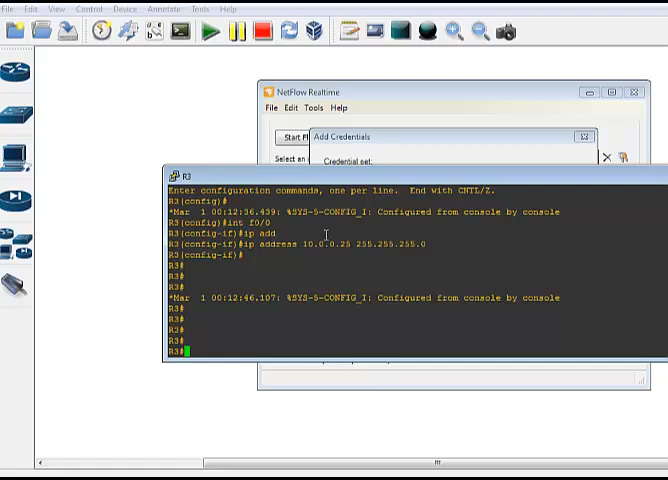 File Edit View Control Device Annotate Tools Help
NetFlow Realtime
File Edit Tools Help
Start Fl
Add Credentials
Select an
Credential set:
R3
Enter configuration commands, one per line. End with CNTL/Z.
R3(config)#
*Mar 1 00:12:36.439: %SYS-5-CONFIG_I: Configured from console by console
R3(config)#int f0/0
R3(config-if)#ip add
R3(config-if)#ip address 10.0.0.25 255.255.255.0
R3(config-if)#
R3#
R3#
R3#
*Mar 1 00:12:46.107: %SYS-5-CONFIG_I: Configured from console by console
R3#
R3#
R3#
R3#
R3#